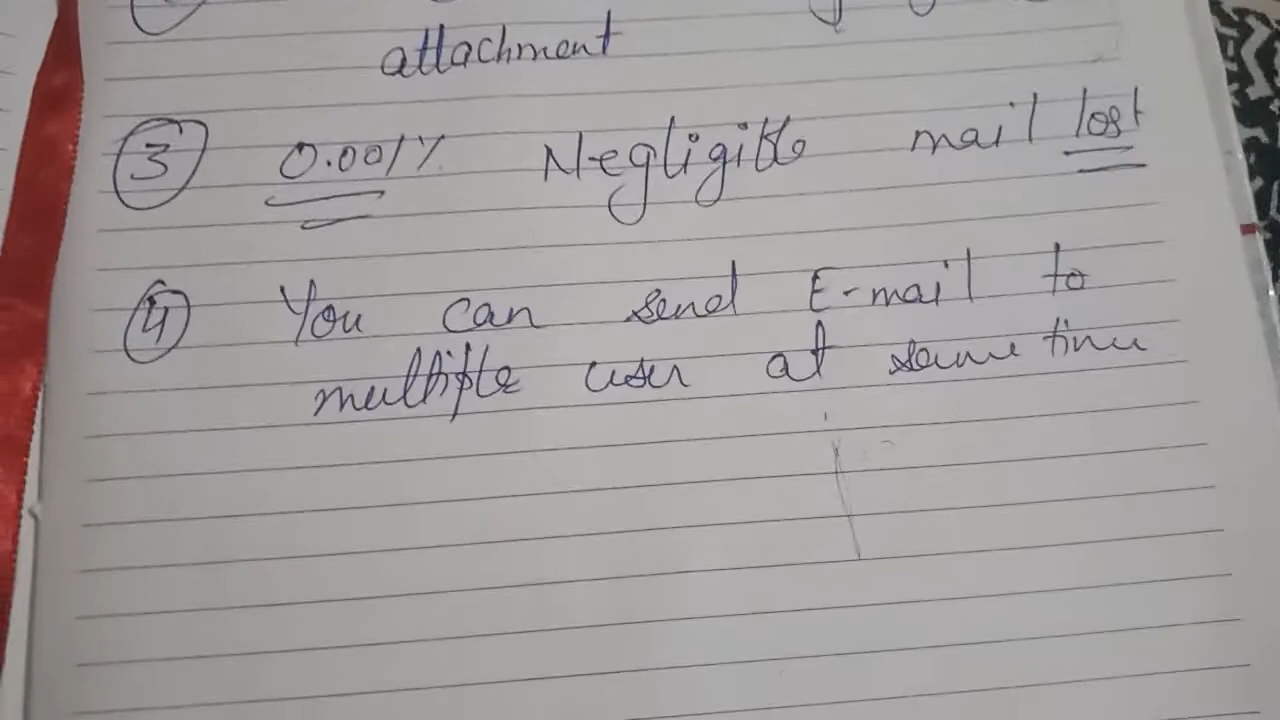 attachment
3 0.001% Negligible mail lost
4 You can send E-mail to
multiple user at same time